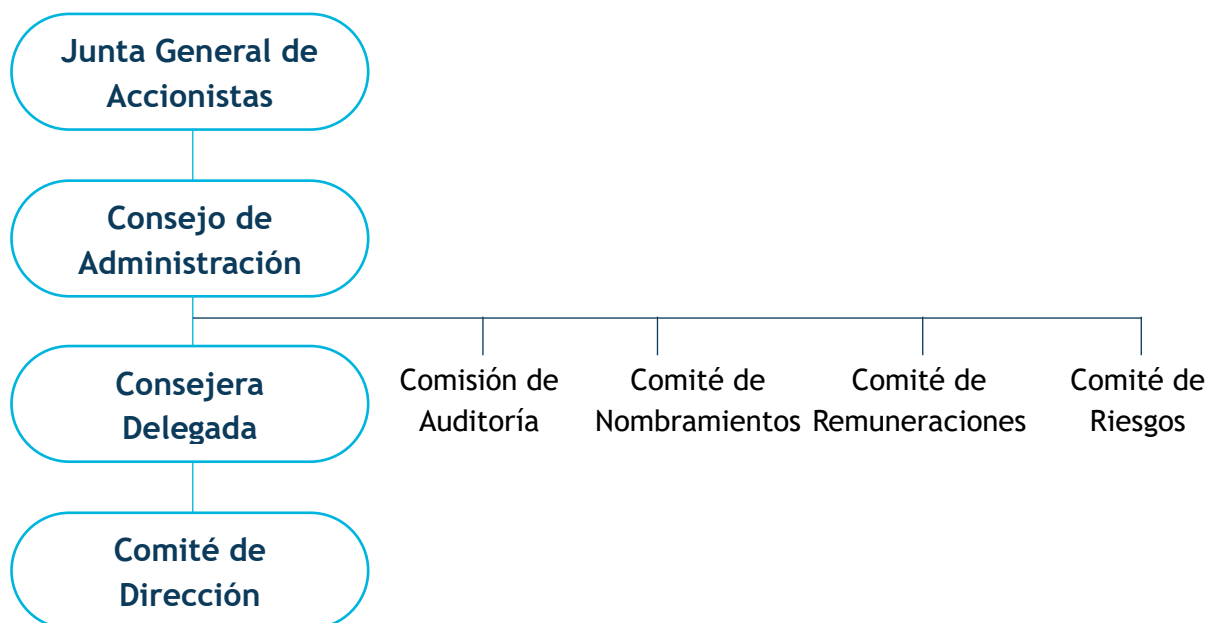 Junta General de
Accionistas
Consejo de
Administración
Consejera
Delegada
Comisión de
Auditoría
Comité de
Nombramientos
Comité de
Remuneraciones
Comité de
Riesgos
Comité de
Dirección